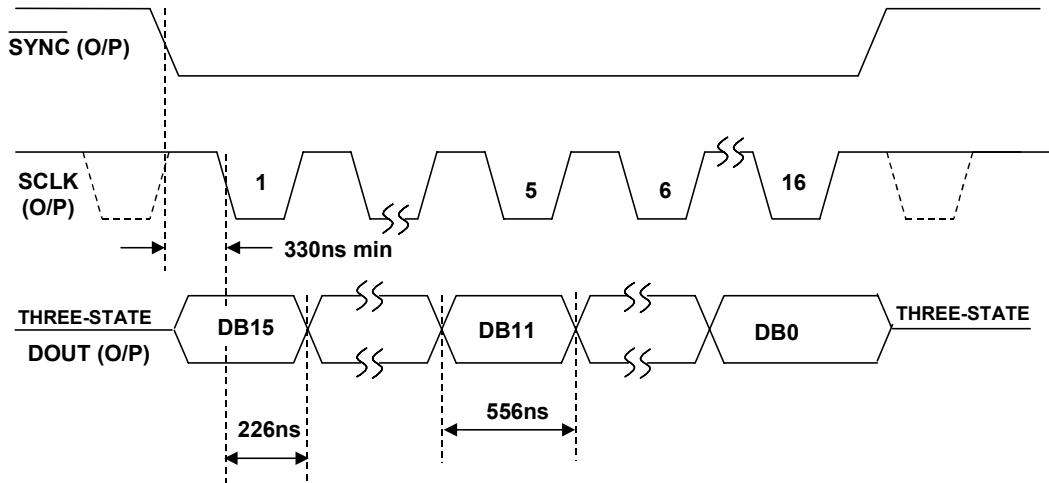 SYNC (O/P)
SCLK
(O/P)
1
5
6
16
330ns min
THREE-STATE
DOUT (O/P)
DB15
DB11
DB0
THREE-STATE
226ns
556ns